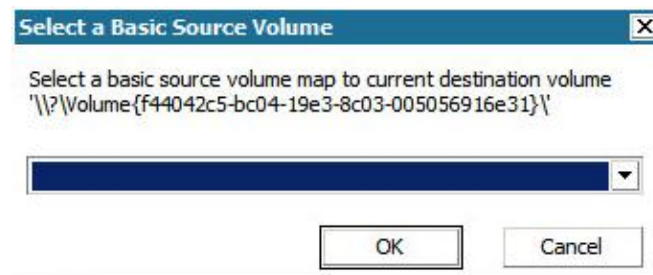 Select a Basic Source Volume
Select a basic source volume map to current destination volume
'\\?\Volume{f44042c5-bc04-19e3-8c03-005056916e31}\'
OK
Cancel